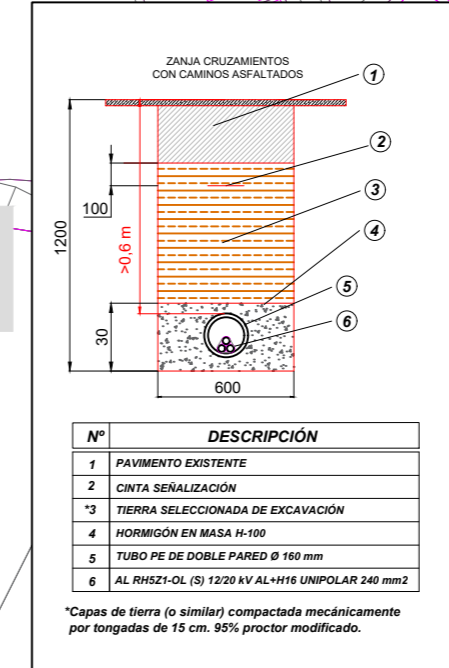 ZANJA CRUZAMIENTOS
CON CAMINOS ASFALTADOS
1
2
100
3
1200
>0,6 m
4
5
30
6
600
Nº DESCRIPCIÓN
1 PAVIMENTO EXISTENTE
2 CINTA SEÑALIZACIÓN
*3 TIERRA SELECCIONADA DE EXCAVACIÓN
4 HORMIGÓN EN MASA H-100
5 TUBO PE DE DOBLE PARED Ø 160 mm
6 AL RH5Z1-OL (S) 12/20 kV AL+H16 UNIPOLAR 240 mm2
*Capas de tierra (o similar) compactada mecánicamente
por tongadas de 15 cm. 95% proctor modificado.